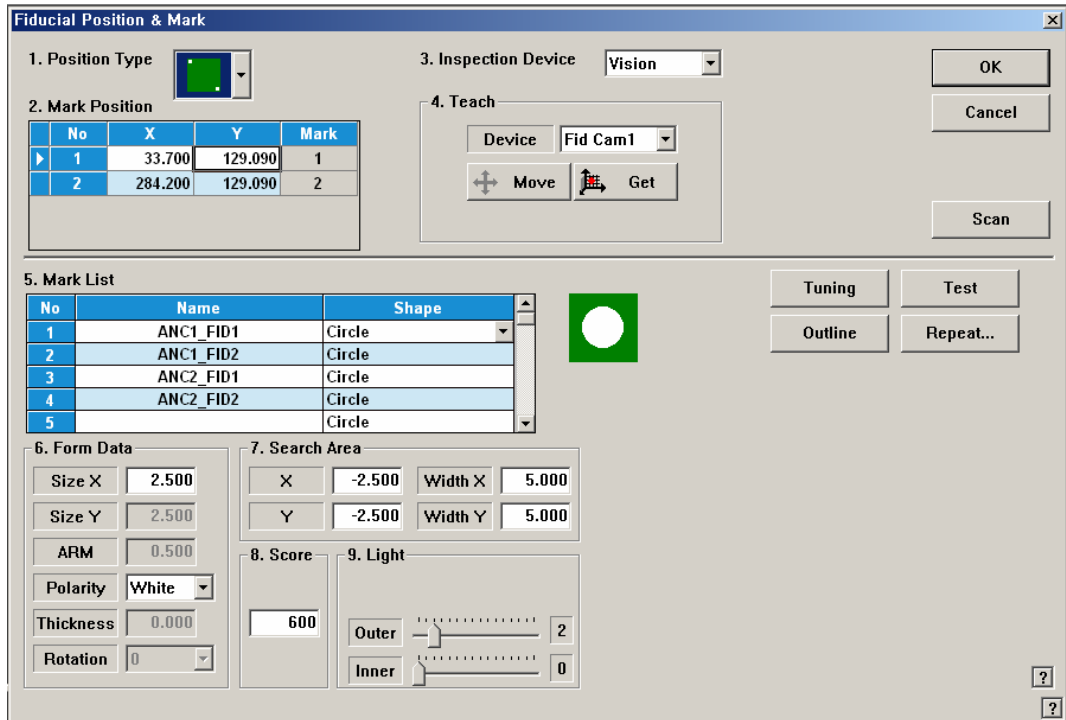 Fiducial Position & Mark
1. Position Type
3. Inspection Device Vision
OK
Cancel
Scan
2. Mark Position
No X Y Mark
1 33.700 129.090 1
2 284.200 129.090 2
4. Teach
Device Fid Cam1
Move Get
5. Mark List
No Name Shape
1 ANC1_FID1 Circle
2 ANC1_FID2 Circle
3 ANC2_FID1 Circle
4 ANC2_FID2 Circle
5 Circle
Tuning Test
Outline Repeat...
6. Form Data
Size X 2.500
Size Y 2.500
ARM 0.500
Polarity White
Thickness 0.000
Rotation 0
7. Search Area
X -2.500 Width X 5.000
Y -2.500 Width Y 5.000
8. Score
600
9. Light
Outer 2
Inner 0
?
?